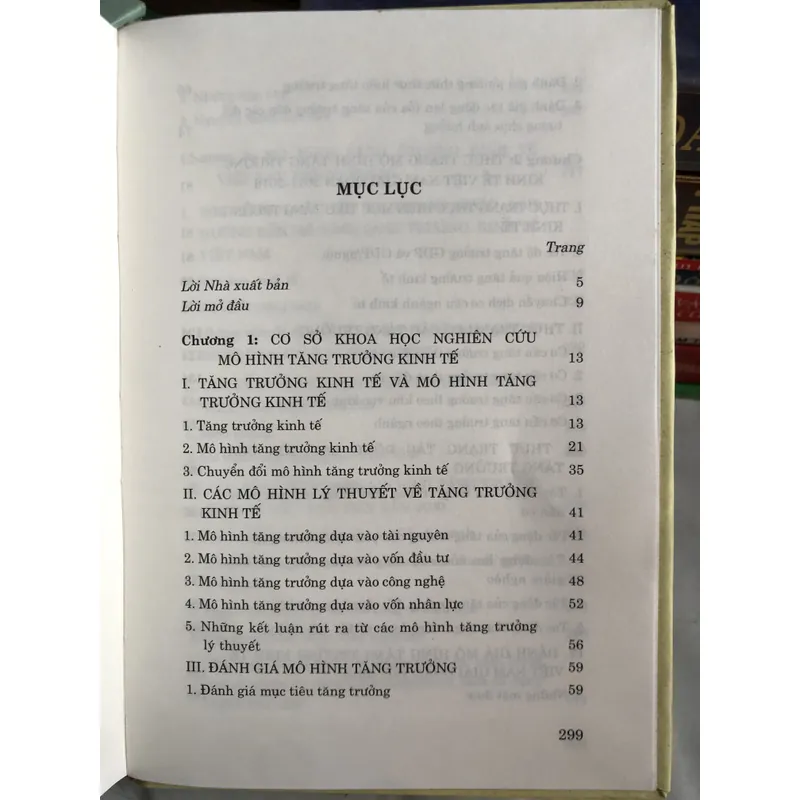 MỤC LỤC
Trang
Lời Nhà xuất bản 5
Lời mở đầu 9
Chương 1: CƠ SỞ KHOA HỌC NGHIÊN CỨU
MÔ HÌNH TĂNG TRƯỞNG KINH TẾ 13
I. TĂNG TRƯỞNG KINH TẾ VÀ MÔ HÌNH TĂNG
TRƯỞNG KINH TẾ 13
1. Tăng trưởng kinh tế 13
2. Mô hình tăng trưởng kinh tế 21
3. Chuyển đổi mô hình tăng trưởng kinh tế 35
II. CÁC MÔ HÌNH LÝ THUYẾT VỀ TĂNG TRƯỞNG
KINH TẾ 41
1. Mô hình tăng trưởng dựa vào tài nguyên 41
2. Mô hình tăng trưởng dựa vào vốn đầu tư 44
3. Mô hình tăng trưởng dựa vào công nghệ 48
4. Mô hình tăng trưởng dựa vào vốn nhân lực 52
5. Những kết luận rút ra từ các mô hình tăng trưởng
lý thuyết 56
III. ĐÁNH GIÁ MÔ HÌNH TĂNG TRƯỞNG 59
1. Đánh giá mục tiêu tăng trưởng 59
299